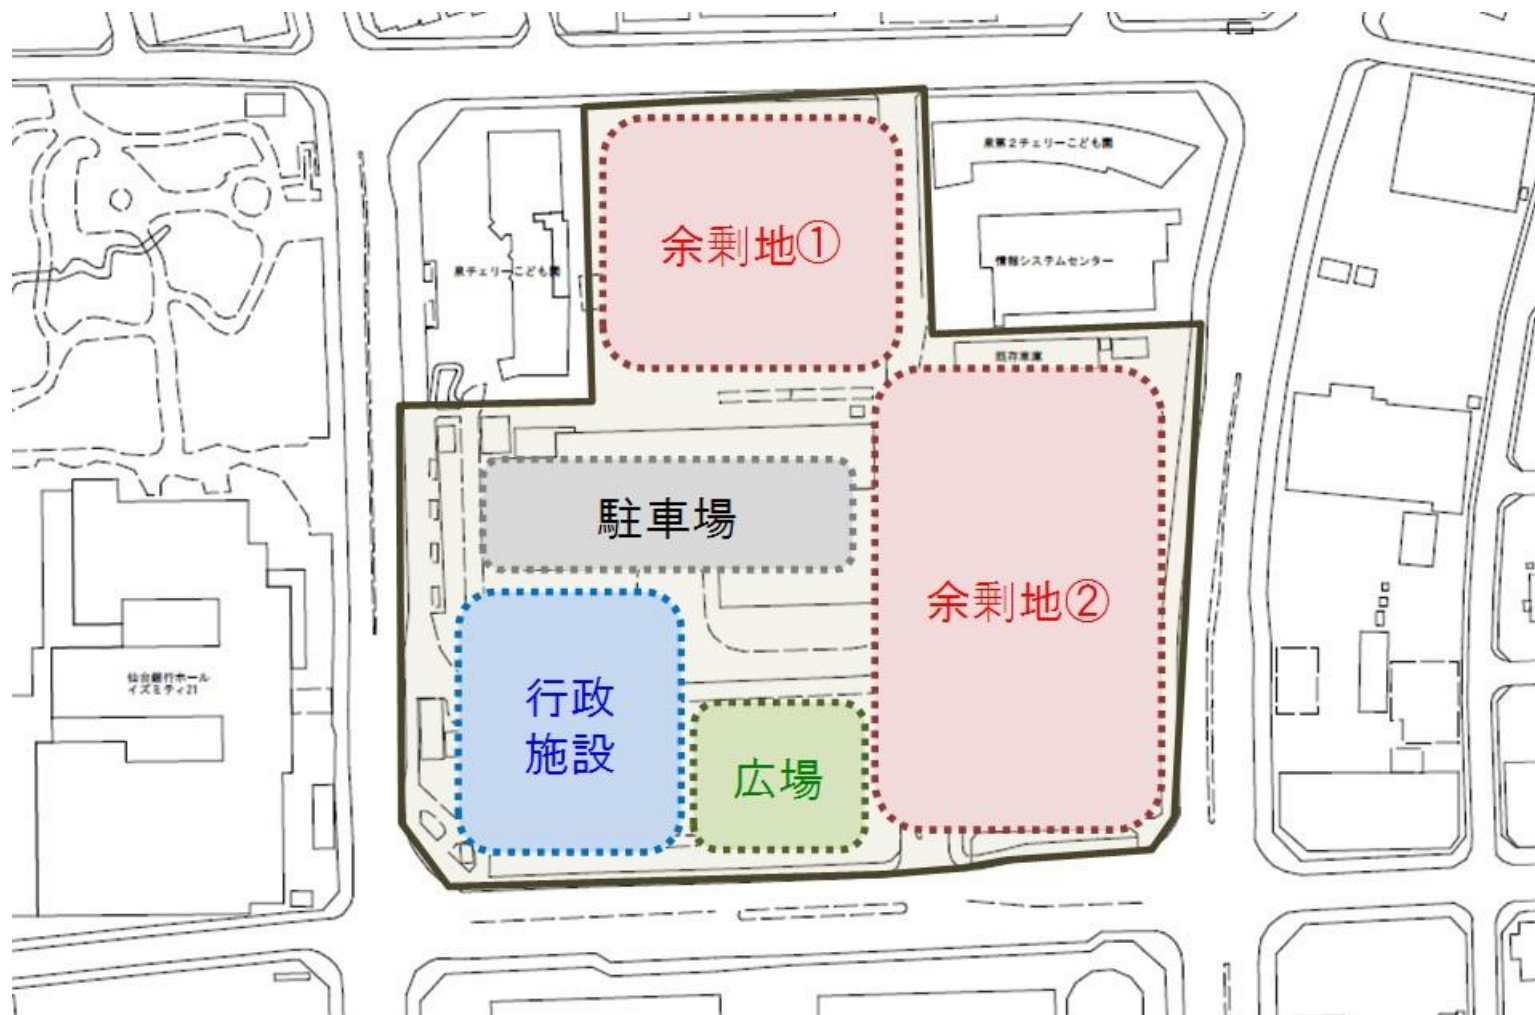 泉第2チェリーこども園
余剰地①
泉チェリーこども園
情報システムセンター
既存車庫
駐車場
余剰地②
仙台銀行ホール
イズミティ21
行政
施設
広場